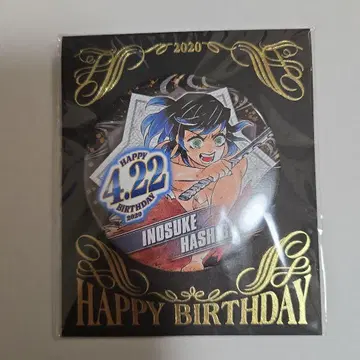 2020
HAPPY
4.22
BIRTHDAY
2020
INOSUKE
HASHI
HAPPY BIRTHDAY